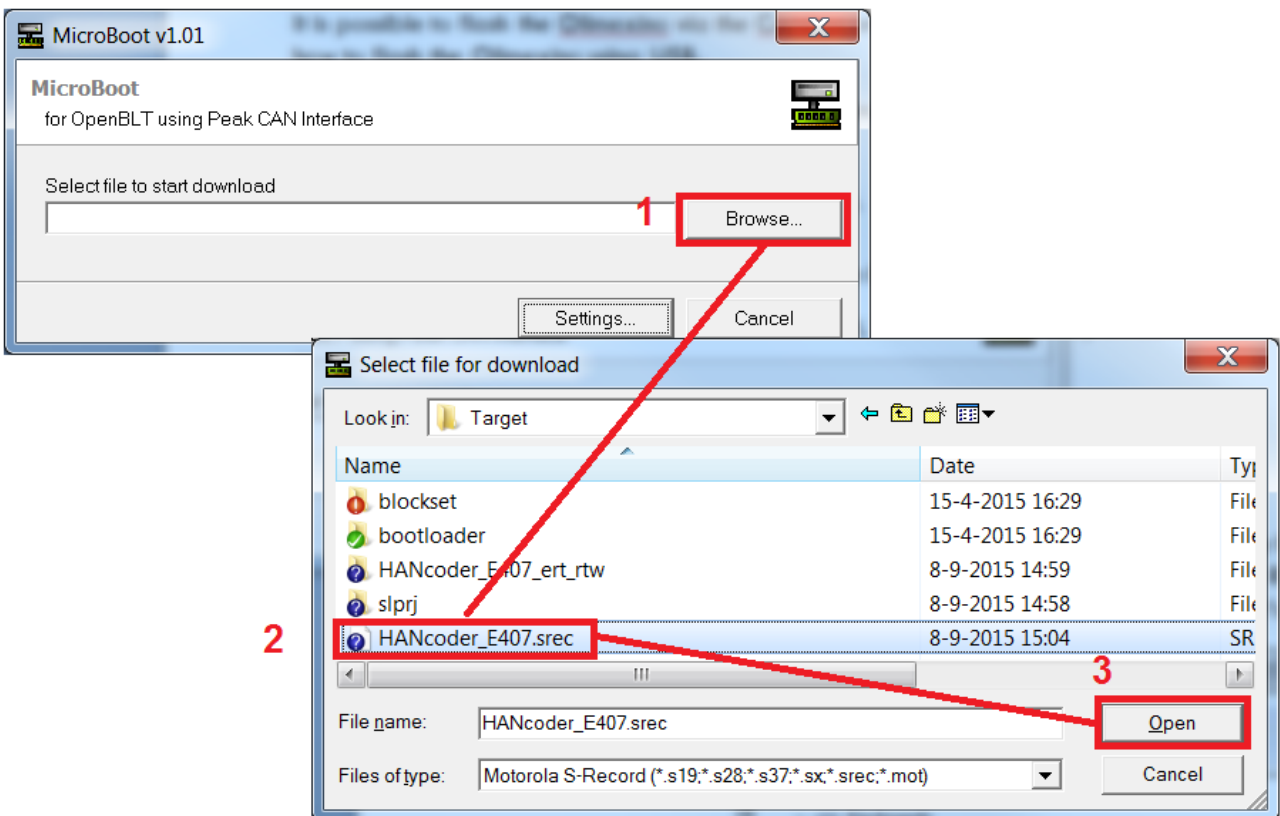 MicroBoot v1.01
MicroBoot
for OpenBLT using Peak CAN Interface
Select file to start download
1
Browse...
Settings...
Cancel
Select file for download
Look in:
Target
Name
Date
Typ
blockset
15-4-2015 16:29
File
bootloader
15-4-2015 16:29
File
HANcoder_E407_ert_rtw
8-9-2015 14:59
File
slprj
8-9-2015 14:58
File
2
HANcoder_E407.srec
8-9-2015 15:04
SR
3
File name:
HANcoder_E407.srec
Open
Files of type:
Motorola S-Record (*.s19;*.s28;*.s37;*.sx;*.srec;*.mot)
Cancel